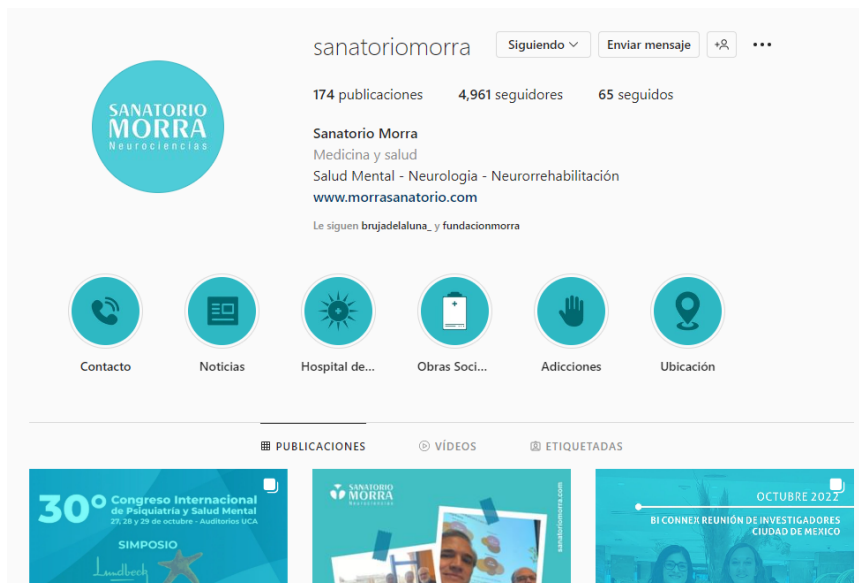 sanatoriomorra Siguiendo Enviar mensaje
SANATORIO
MORRA
Neurociencias
174 publicaciones 4,961 seguidores 65 seguidos
Sanatorio Morra
Medicina y salud
Salud Mental - Neurologia - Neurorrehabilitación
www.morrasanatorio.com
Le siguen brujadelaluna_ y fundacionmorra
Contacto Noticias Hospital de... Obras Soci... Adicciones Ubicación
PUBLICACIONES VÍDEOS ETIQUETADAS
30º Congreso Internacional
de Psiquiatría y Salud Mental
27, 28 y 29 de octubre - Auditorios UCA
SIMPOSIO
Lundbeck
SANATORIO
MORRA
Neurociencias
sanatoriomorra.com
OCTUBRE 2022
BI CONNEX REUNIÓN DE INVESTIGADORES
CIUDAD DE MEXICO